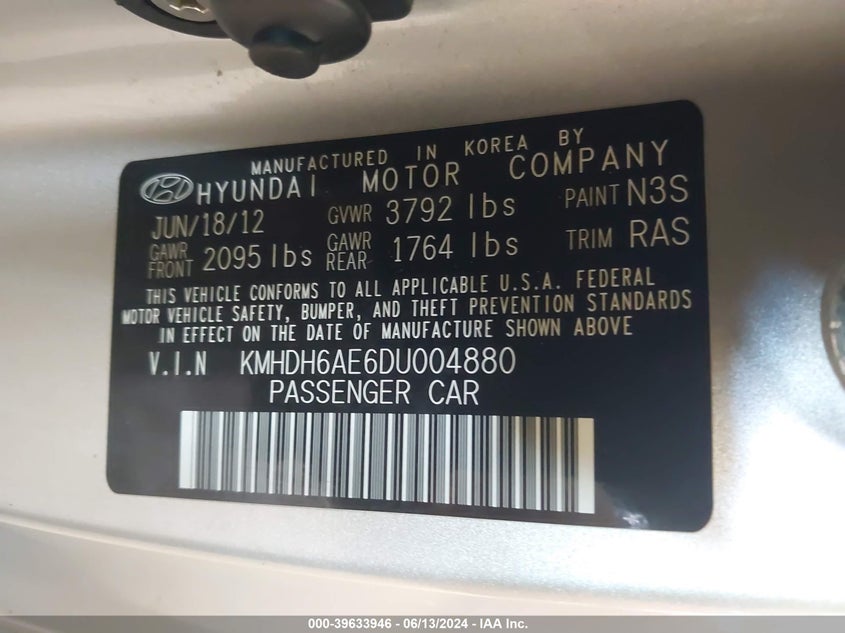 MANUFACTURED IN KOREA BY
HYUNDAI MOTOR COMPANY
JUN/18/12 GVWR 3792 lbs PAINT N3S
GAWR FRONT 2095 lbs GAWR REAR 1764 lbs TRIM RAS
THIS VEHICLE CONFORMS TO ALL APPLICABLE U.S.A. FEDERAL
MOTOR VEHICLE SAFETY, BUMPER, AND THEFT PREVENTION STANDARDS
IN EFFECT ON THE DATE OF MANUFACTURE SHOWN ABOVE
V.I.N KMHDH6AE6DU004880
PASSENGER CAR
000-39633946 - 06/13/2024 - IAA Inc.